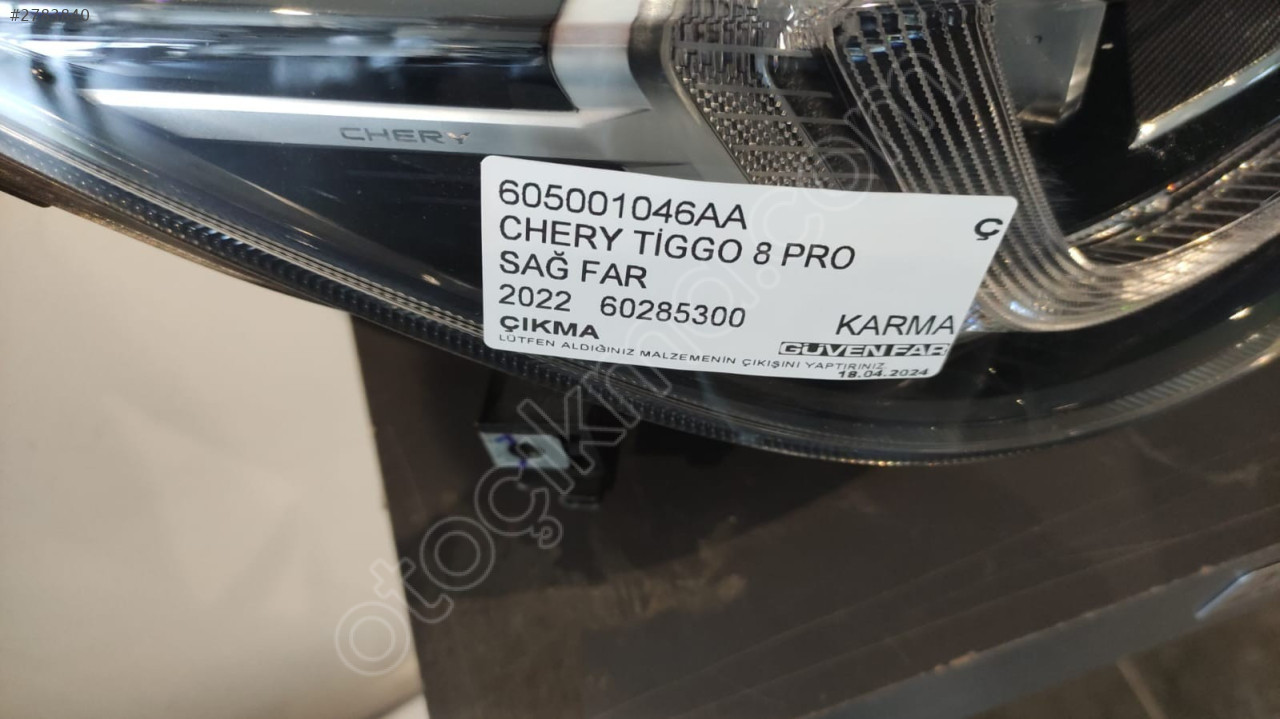 #2783840
CHERY
605001046AA
Ç
CHERY TİGGO 8 PRO
SAĞ FAR
2022 60285300
KARMA
ÇIKMA
GÜVEN FAR
LÜTFEN ALDIĞINIZ MALZEMENİN ÇIKIŞINI YAPTIRINIZ
18.04.2024
otoçıkma.com